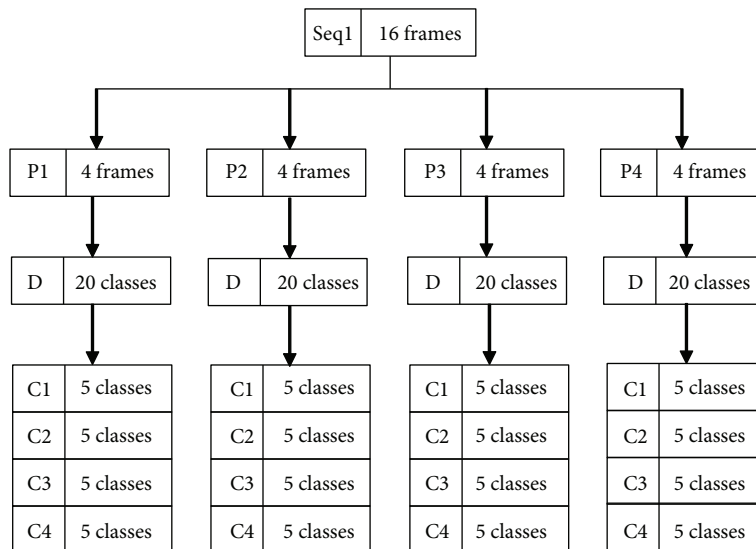 Seq1 16 frames
P1 4 frames P2 4 frames P3 4 frames P4 4 frames
D 20 classes D 20 classes D 20 classes D 20 classes
C1 5 classes C1 5 classes C1 5 classes C1 5 classes
C2 5 classes C2 5 classes C2 5 classes C2 5 classes
C3 5 classes C3 5 classes C3 5 classes C3 5 classes
C4 5 classes C4 5 classes C4 5 classes C4 5 classes